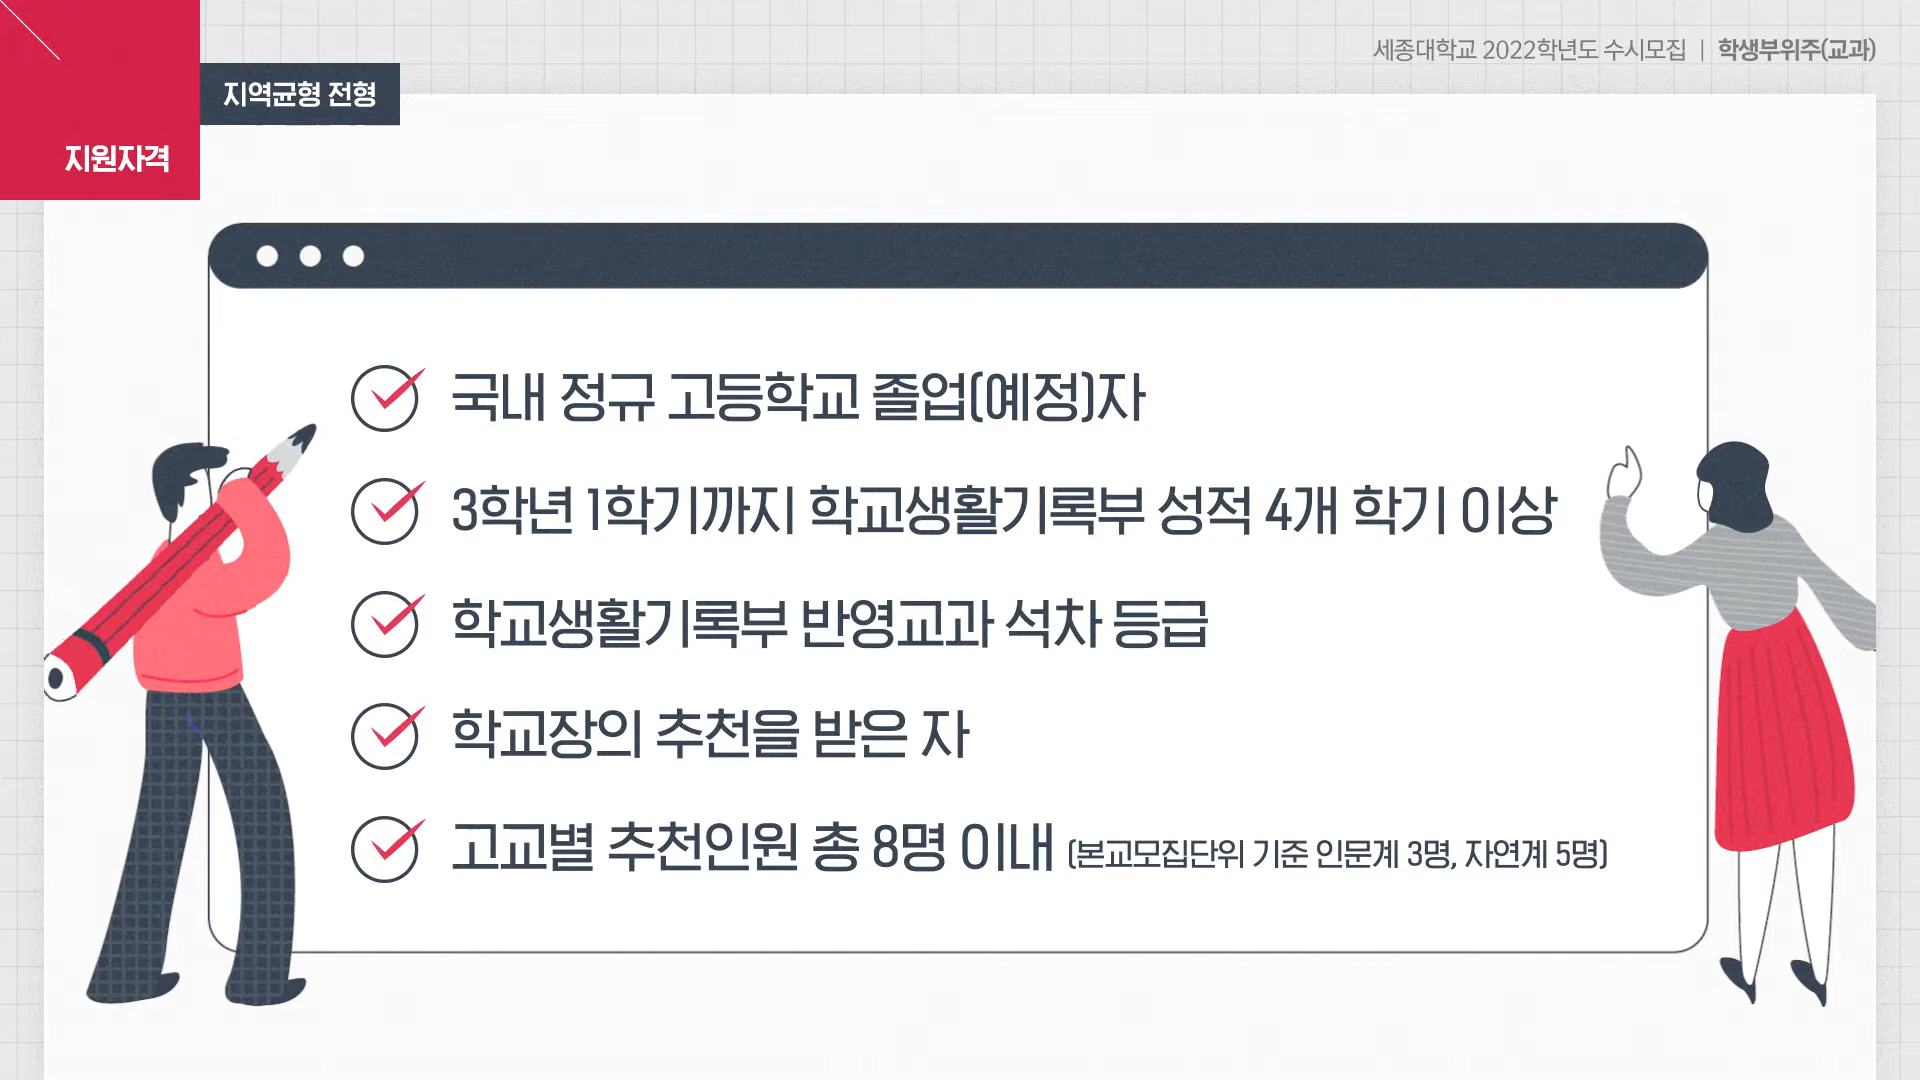 세종대학교 2022학년도 수시모집 | 학생부위주(교과)
지역균형 전형
지원자격
국내 정규 고등학교 졸업(예정)자
3학년 1학기까지 학교생활기록부 성적 4개 학기 이상
학교생활기록부 반영교과 석차 등급
학교장의 추천을 받은 자
고교별 추천인원 총 8명 이내 (본교모집단위 기준 인문계 3명, 자연계 5명)